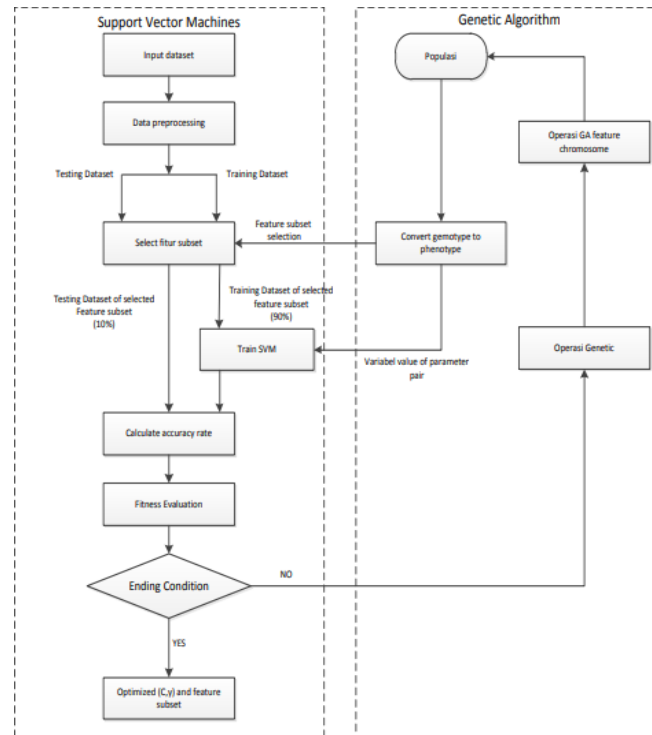 Support Vector Machines
Genetic Algorithm
Input dataset
Populasi
Data preprocessing
Operasi GA feature
chromosome
Testing Dataset
Training Dataset
Feature subset
selection
Select fitur subset
Convert gemotype to
phenotype
Testing Dataset of selected
Feature subset
(10%)
Training Dataset of selected
feature subset
(90%)
Train SVM
Variabel value of parameter
pair
Operasi Genetic
Calculate accuracy rate
Fitness Evaluation
Ending Condition
NO
YES
Optimized (C,γ) and feature
subset